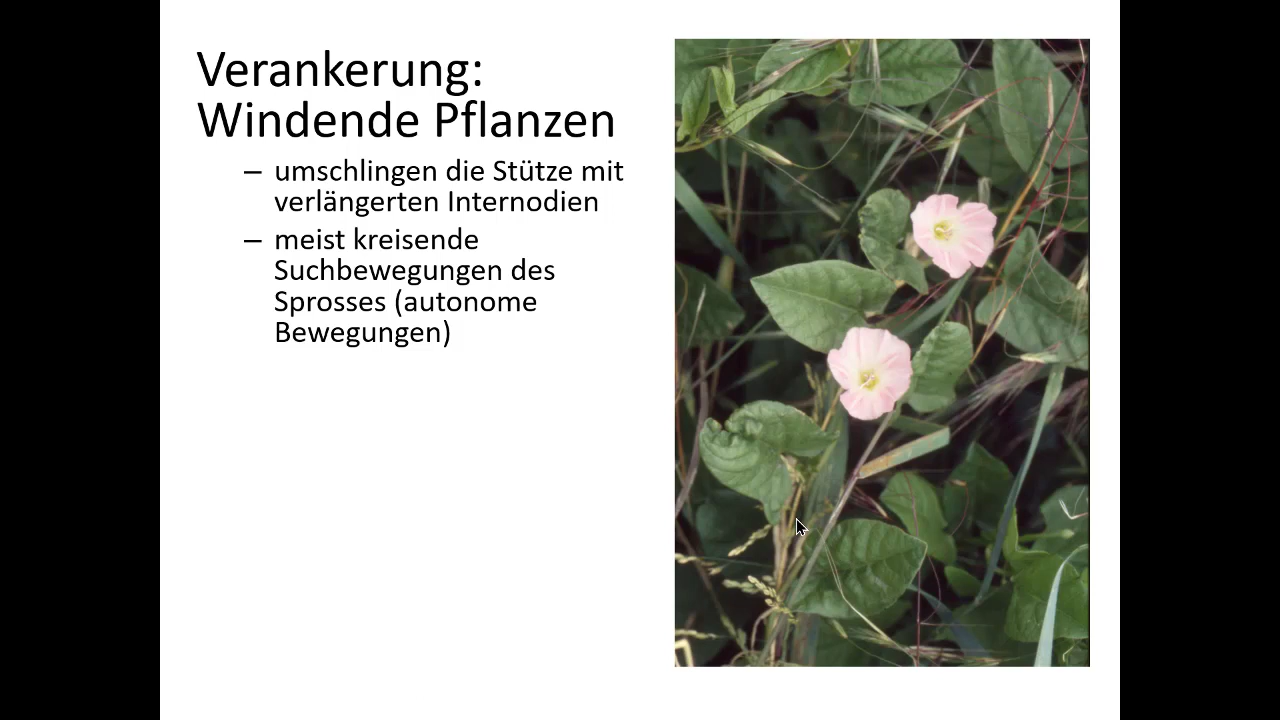 Verankerung:
Windende Pflanzen
– umschlingen die Stütze mit
verlängerten Internodien
– meist kreisende
Suchbewegungen des
Sprosses (autonome
Bewegungen)